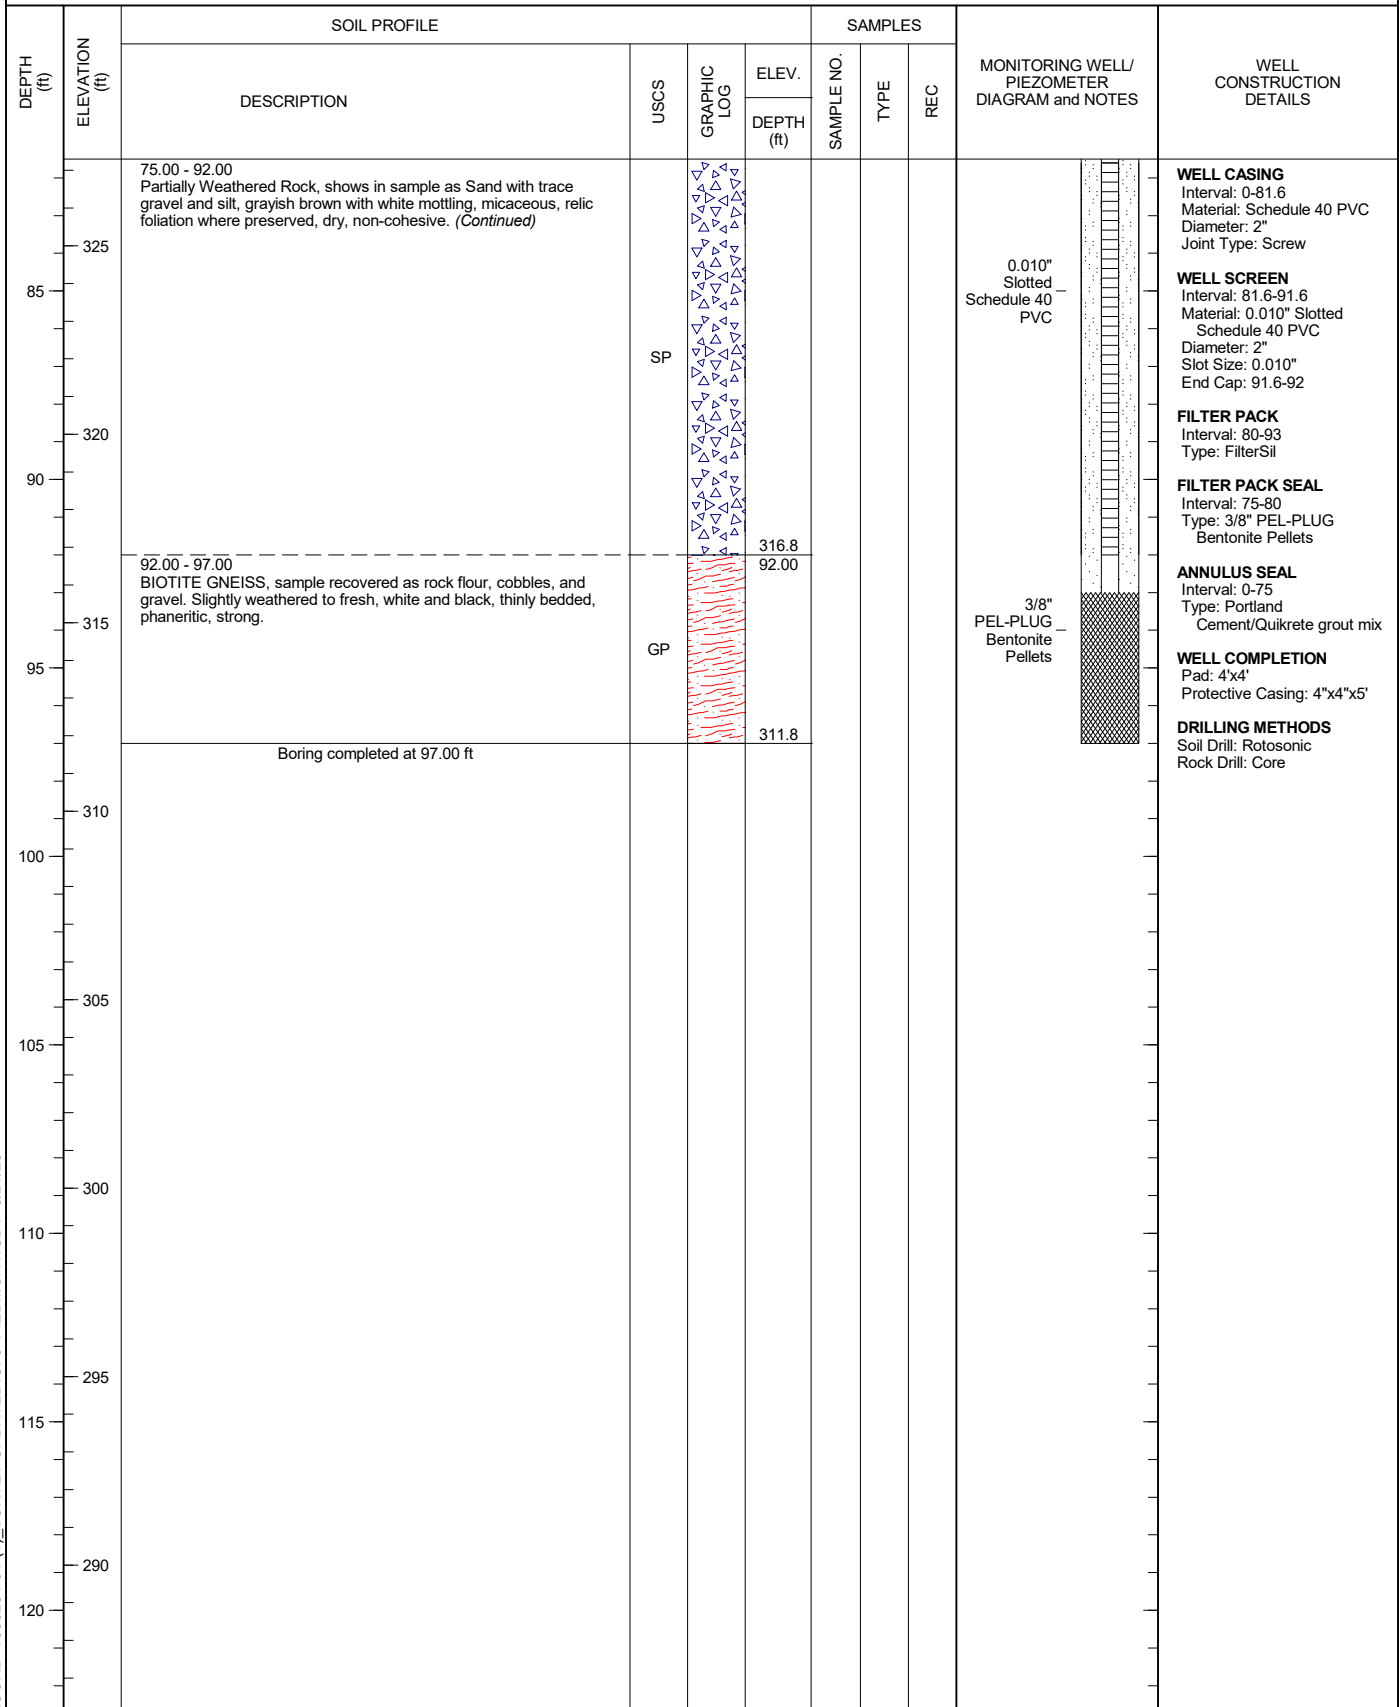 DEPTH
(ft)
ELEVATION
(ft)
SOIL PROFILE
DESCRIPTION
USCS
GRAPHIC
LOG
ELEV.
DEPTH
(ft)
SAMPLES
SAMPLE NO.
TYPE
REC
MONITORING WELL/
PIEZOMETER
DIAGRAM and NOTES
WELL
CONSTRUCTION
DETAILS
75.00 - 92.00
Partially Weathered Rock, shows in sample as Sand with trace
gravel and silt, grayish brown with white mottling, micaceous, relic
foliation where preserved, dry, non-cohesive. (Continued)
SP
316.8
92.00
92.00 - 97.00
BIOTITE GNEISS, sample recovered as rock flour, cobbles, and
gravel. Slightly weathered to fresh, white and black, thinly bedded,
phaneritic, strong.
GP
311.8
Boring completed at 97.00 ft
85
90
95
100
105
110
115
120
325
320
315
310
305
300
295
290
0.010"
Slotted
Schedule 40
PVC
3/8"
PEL-PLUG
Bentonite
Pellets
WELL CASING
Interval: 0-81.6
Material: Schedule 40 PVC
Diameter: 2"
Joint Type: Screw
WELL SCREEN
Interval: 81.6-91.6
Material: 0.010" Slotted
Schedule 40 PVC
Diameter: 2"
Slot Size: 0.010"
End Cap: 91.6-92
FILTER PACK
Interval: 80-93
Type: FilterSil
FILTER PACK SEAL
Interval: 75-80
Type: 3/8" PEL-PLUG
Bentonite Pellets
ANNULUS SEAL
Interval: 0-75
Type: Portland
Cement/Quikrete grout mix
WELL COMPLETION
Pad: 4'x4'
Protective Casing: 4"x4"x5'
DRILLING METHODS
Soil Drill: Rotosonic
Rock Drill: Core